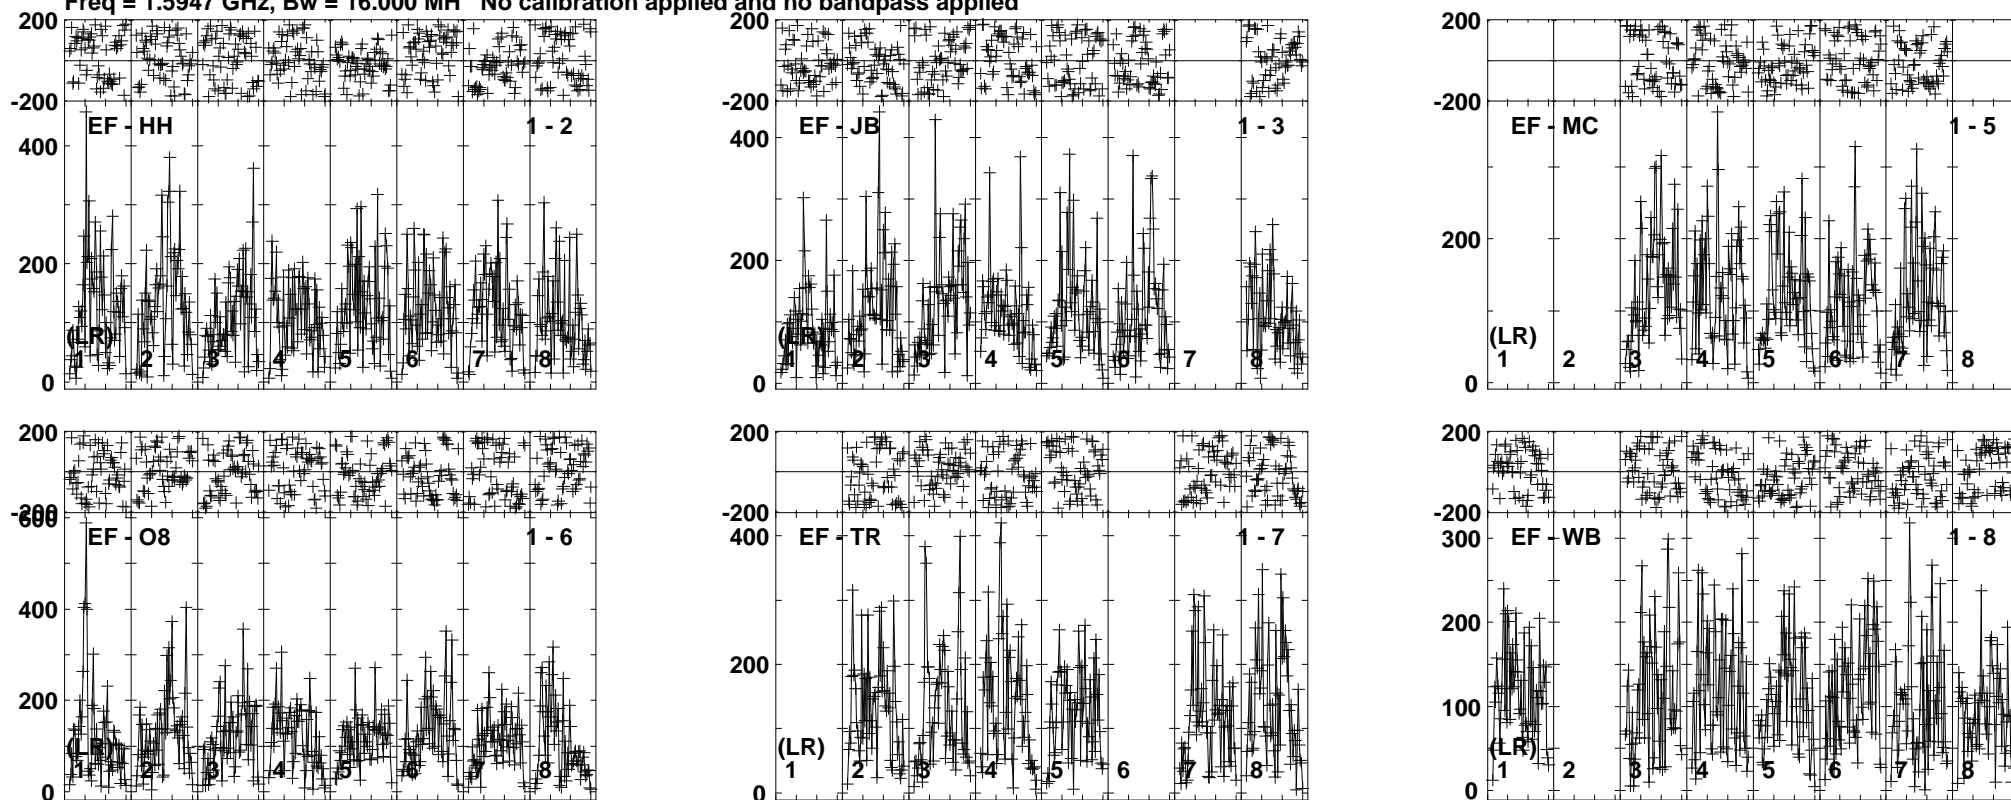 Freq = 1.5947 GHz, Bw = 16.000 MH   No calibration applied and no bandpass applied
200
-200
EF - HH 1 - 2
400
200
0
(LR)
1 2 3 4 5 6 7 8
200
-200
EF - JB 1 - 3
400
200
0
(LR)
1 2 3 4 5 6 7 8
200
-200
EF - MC 1 - 5
200
0
(LR)
1 2 3 4 5 6 7 8
200
-200
600
EF - O8 1 - 6
400
200
0
(LR)
1 2 3 4 5 6 7 8
200
-200
EF - TR 1 - 7
400
200
0
(LR)
1 2 3 4 5 6 7 8
200
-200
EF - WB 1 - 8
300
200
100
0
(LR)
1 2 3 4 5 6 7 8